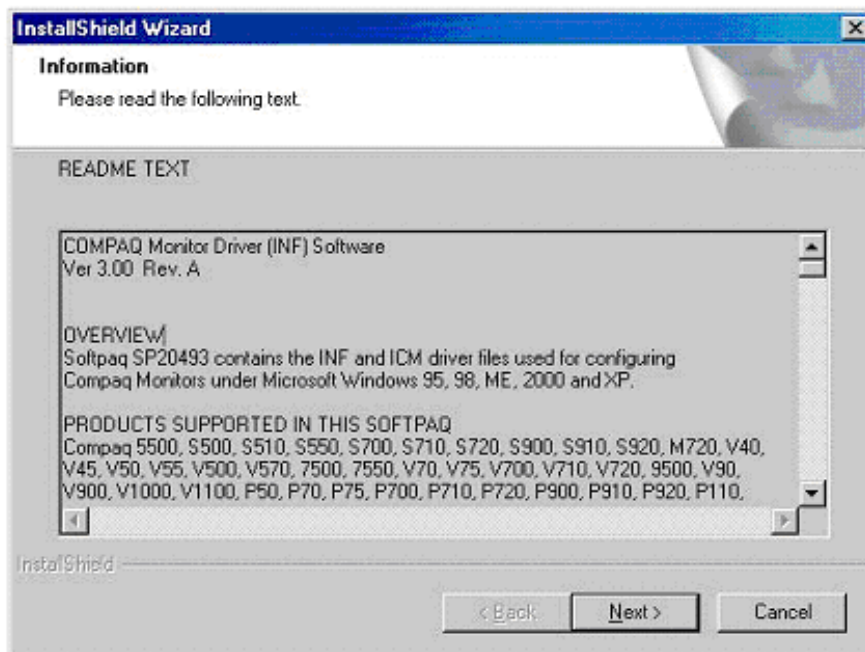 InstallShield Wizard
Information
Please read the following text.
README TEXT
COMPAQ Monitor Driver (INF) Software
Ver 3.00 Rev. A
OVERVIEW
Softpaq SP20493 contains the INF and ICM driver files used for configuring
Compaq Monitors under Microsoft Windows 95, 98, ME, 2000 and XP.
PRODUCTS SUPPORTED IN THIS SOFTPAQ
Compaq 5500, S500, S510, S550, S700, S710, S720, S900, S910, S920, M720, V40,
V45, V50, V55, V500, V570, 7500, 7550, V70, V75, V700, V710, V720, 9500, V90,
V900, V1000, V1100, P50, P70, P75, P700, P710, P720, P900, P910, P920, P110,
InstallShield
< Back Next > Cancel